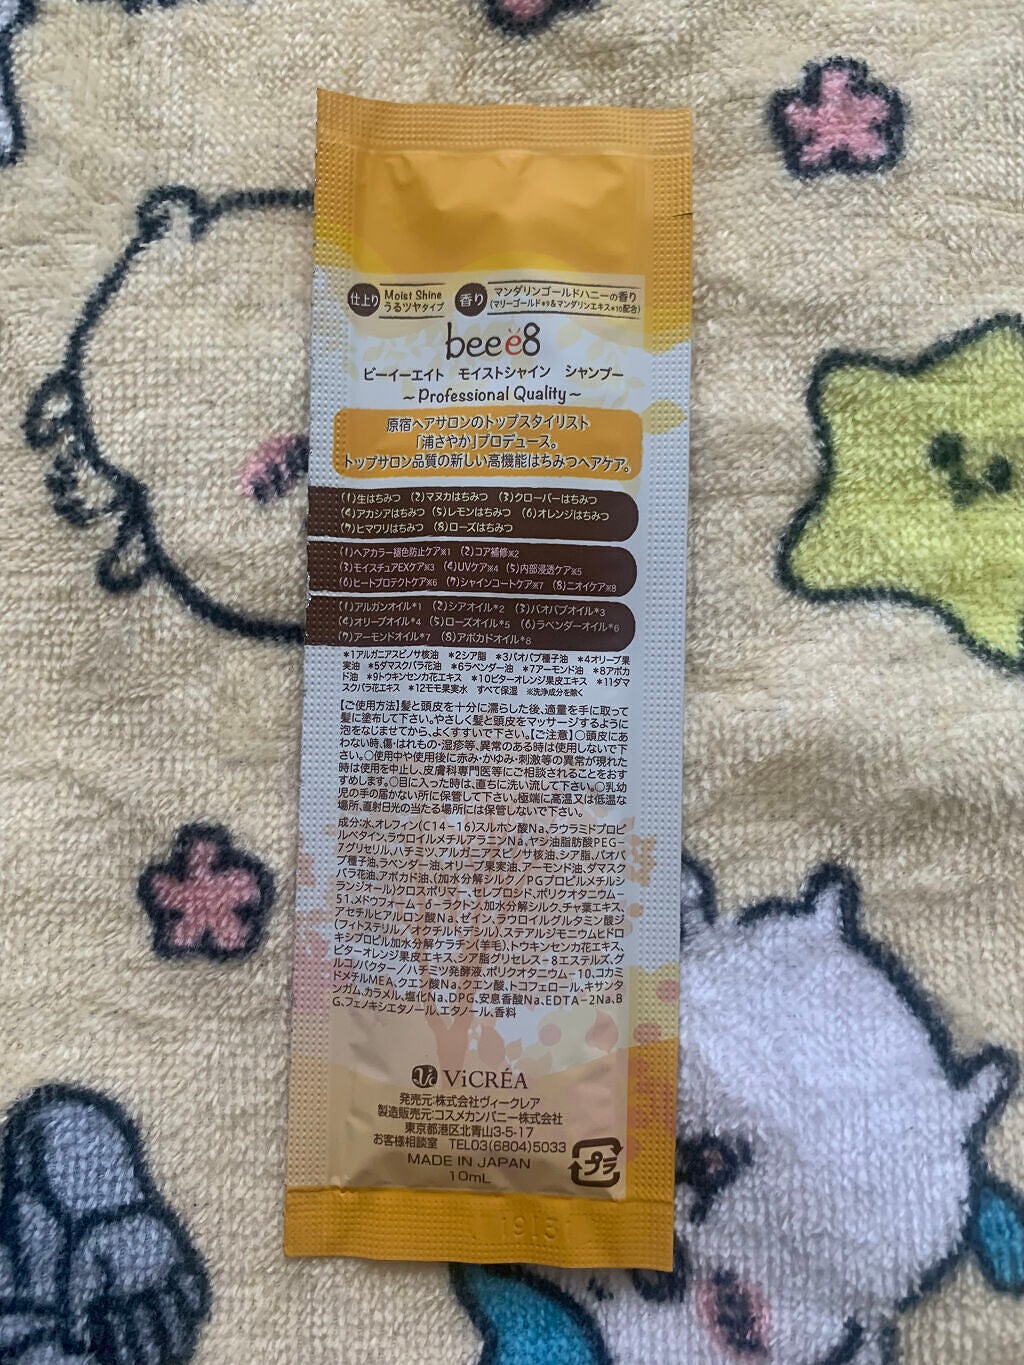 仕上り Moist Shine
うるツヤタイプ
香り マンダリンゴールドハニーの香り
(マリーゴールド*9&マンダリンエキス*10配合)
beee8
ビーイーエイト モイストシャイン シャンプー
~Professional Quality~
原宿ヘアサロンのトップスタイリスト
「浦さやか」プロデュース。
トップサロン品質の新しい高機能はちみつヘアケア。
(1)生はちみつ (2)マヌカはちみつ (3)クローバーはちみつ
(4)アカシアはちみつ (5)レモンはちみつ (6)オレンジはちみつ
(7)ヒマワリはちみつ (8)ローズはちみつ
(1)ヘアカラー褪色防止ケア※1 (2)コア補修※2
(3)モイスチュアEXケア※3 (4)UVケア※4 (5)内部浸透ケア※5
(6)ヒートプロテクトケア※6 (7)シャインコートケア※7 (8)ニオイケア※8
(1)アルガンオイル*1 (2)シアオイル*2 (3)バオバブオイル*3
(4)オリーブオイル*4 (5)ローズオイル*5 (6)ラベンダーオイル*6
(7)アーモンドオイル*7 (8)アボカドオイル*8
*1アルガニアスピノサ核油 *2シア脂 *3バオバブ種子油 *4オリーブ果
実油 *5ダマスクバラ花油 *6ラベンダー油 *7アーモンド油 *8アボカ
ド油 *9トウキンセンカ花エキス *10ビターオレンジ果皮エキス *11ダマ
スクバラ花エキス *12モモ果実水 すべて保湿 ※洗浄成分を除く
【ご使用方法】髪と頭皮を十分に濡らした後、適量を手に取って
髪に塗布して下さい。やさしく髪と頭皮をマッサージするように
泡をなじませてから、よくすすいで下さい。【ご注意】○頭皮にあ
わない時、傷・はれもの・湿疹等、異常のある時は使用しないで下
さい。○使用中や使用後に赤み・かゆみ・刺激等の異常が現れた
時は使用を中止し、皮膚科専門医等にご相談されることをおす
すめします。○目に入った時は、直ちに洗い流して下さい。○乳幼
児の手の届かない所に保管して下さい。極端に高温又は低温な
場所、直射日光の当たる場所には保管しないで下さい。
成分:水、オレフィン(C14-16)スルホン酸Na、ラウラミドプロピ
ルベタイン、ラウロイルメチルアラニンNa、ヤシ油脂肪酸PEG-
7グリセリル、ハチミツ、アルガニアスピノサ核油、シア脂、バオバ
ブ種子油、ラベンダー油、オリーブ果実油、アーモンド油、ダマスク
バラ花油、アボカド油、(加水分解シルク/PGプロピルメチルシ
ランジオール)クロスポリマー、セレブロシド、ポリクオタニウム-
51、メドウフォーム-δ-ラクトン、加水分解シルク、チャ葉エキス、
アセチルヒアルロン酸Na、ゼイン、ラウロイルグルタミン酸ジ
(フィトステリル/オクチルドデシル)、ステアルジモニウムヒドロ
キシプロピル加水分解ケラチン(羊毛)、トウキンセンカ花エキス、
ビターオレンジ果皮エキス、シア脂グリセレス-8エステルズ、グ
ルコノバクター/ハチミツ発酵液、ポリクオタニウム-10、コカミ
ドメチルMEA、クエン酸Na、クエン酸、トコフェロール、キサンタ
ンガム、カラメル、塩化Na、DPG、安息香酸Na、EDTA-2Na、B
G、フェノキシエタノール、エタノール、香料
ViCRÉA
発売元:株式会社ヴィークレア
製造販売元:コスメカンパニー株式会社
東京都港区北青山3-5-17
お客様相談室 TEL03(6804)5033
MADE IN JAPAN
10mL
プラ